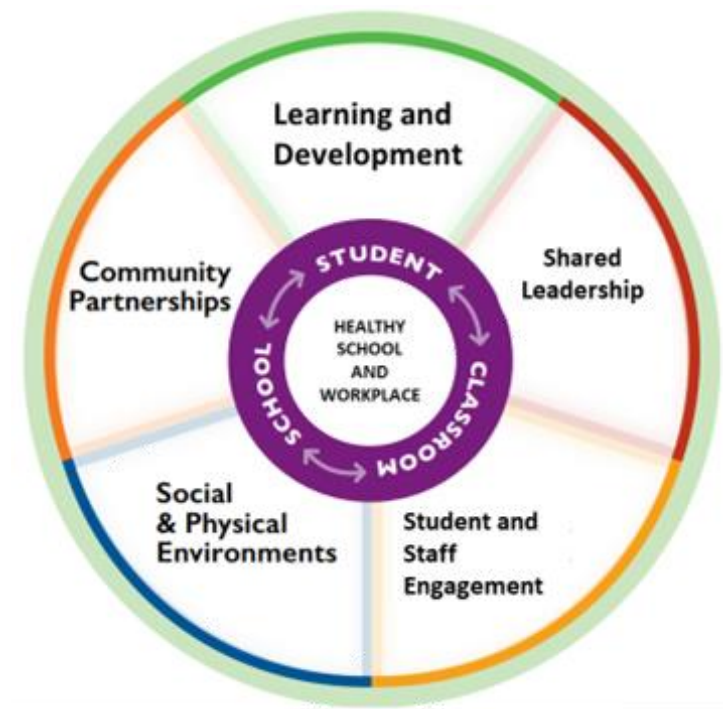 Learning and
Development
Shared
Leadership
Student and
Staff
Engagement
Social
& Physical
Environments
Community
Partnerships
STUDENT
CLASSROOM
SCHOOL
HEALTHY
SCHOOL
AND
WORKPLACE